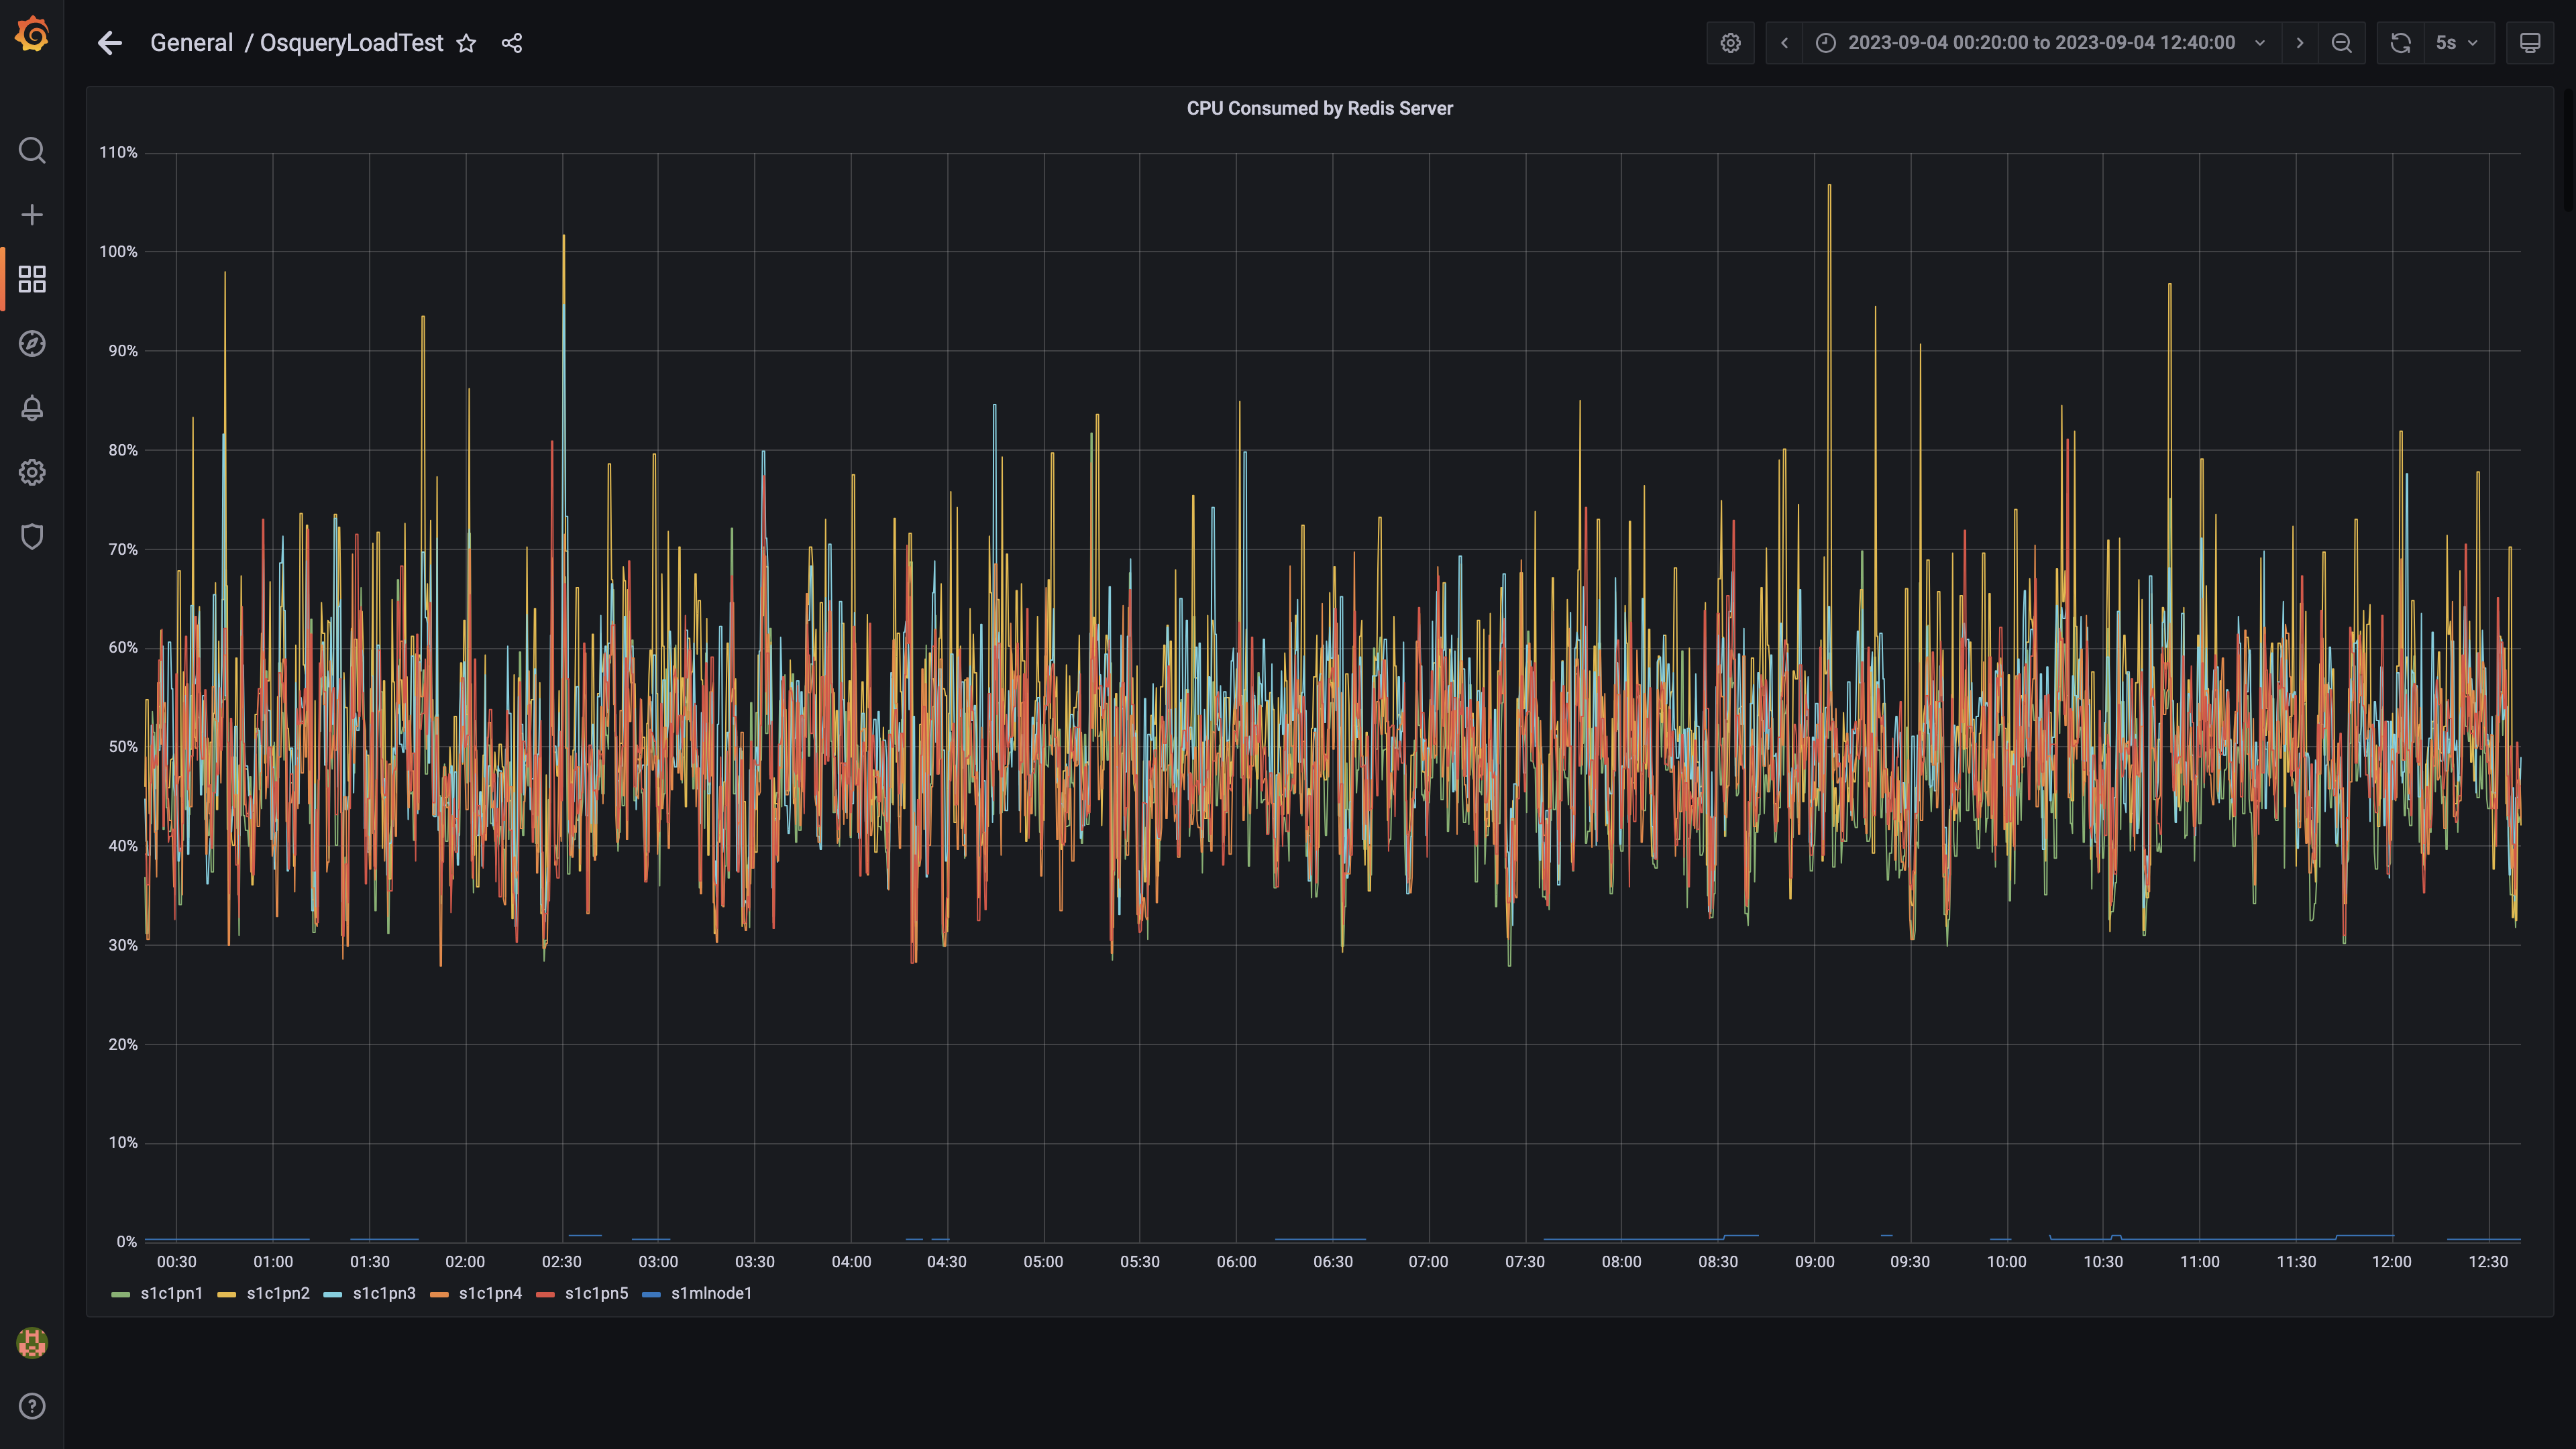 General / OsqueryLoadTest
2023-09-04 00:20:00 to 2023-09-04 12:40:00
5s
CPU Consumed by Redis Server
110%
100%
90%
80%
70%
60%
50%
40%
30%
20%
10%
0%
00:30 01:00 01:30 02:00 02:30 03:00 03:30 04:00 04:30 05:00 05:30 06:00 06:30 07:00 07:30 08:00 08:30 09:00 09:30 10:00 10:30 11:00 11:30 12:00 12:30
s1c1pn1 s1c1pn2 s1c1pn3 s1c1pn4 s1c1pn5 s1mlnode1